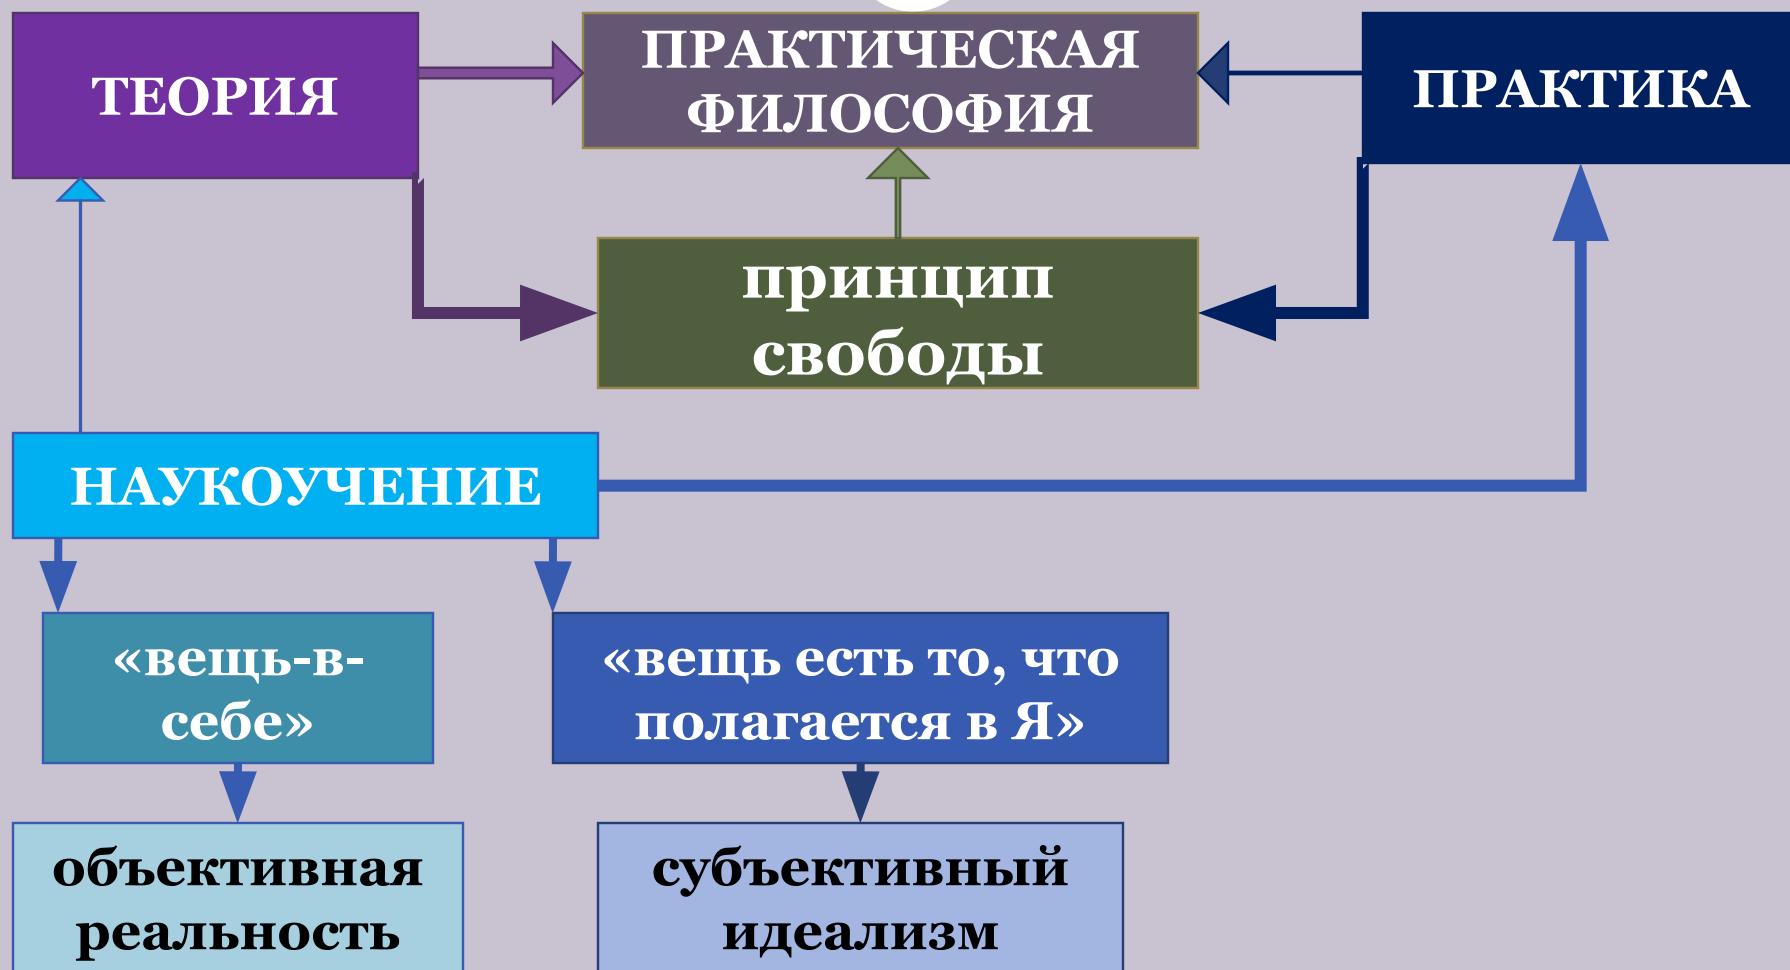 ТЕОРИЯ
ПРАКТИЧЕСКАЯ
ФИЛОСОФИЯ
ПРАКТИКА
принцип
свободы
НАУКОУЧЕНИЕ
«вещь-в-
себе»
«вещь есть то, что
полагается в Я»
объективная
реальность
субъективный
идеализм